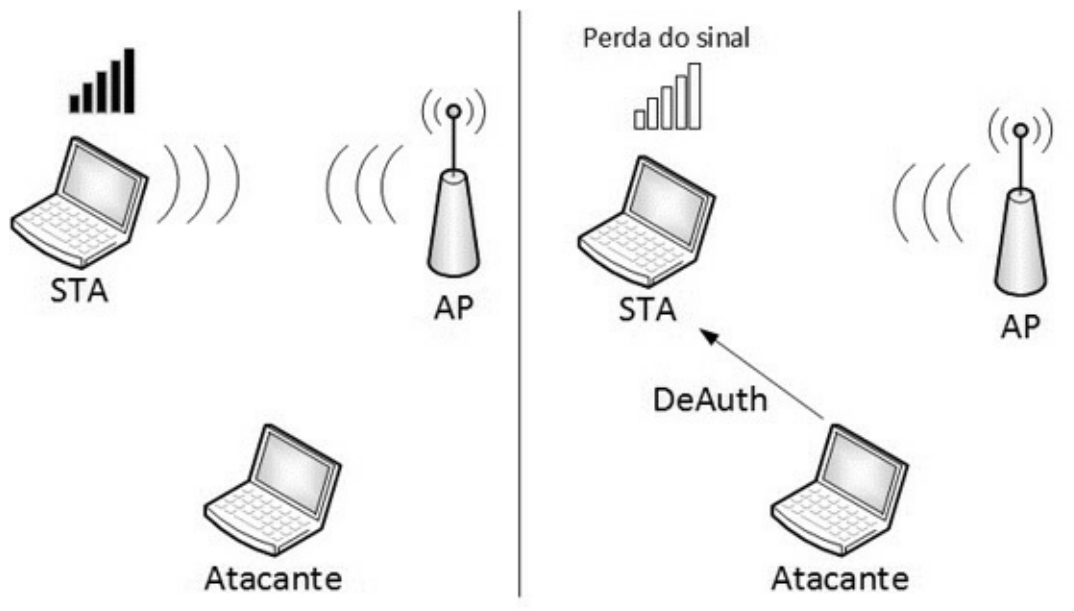 STA
AP
Atacante
Perda do sinal
STA
AP
DeAuth
Atacante